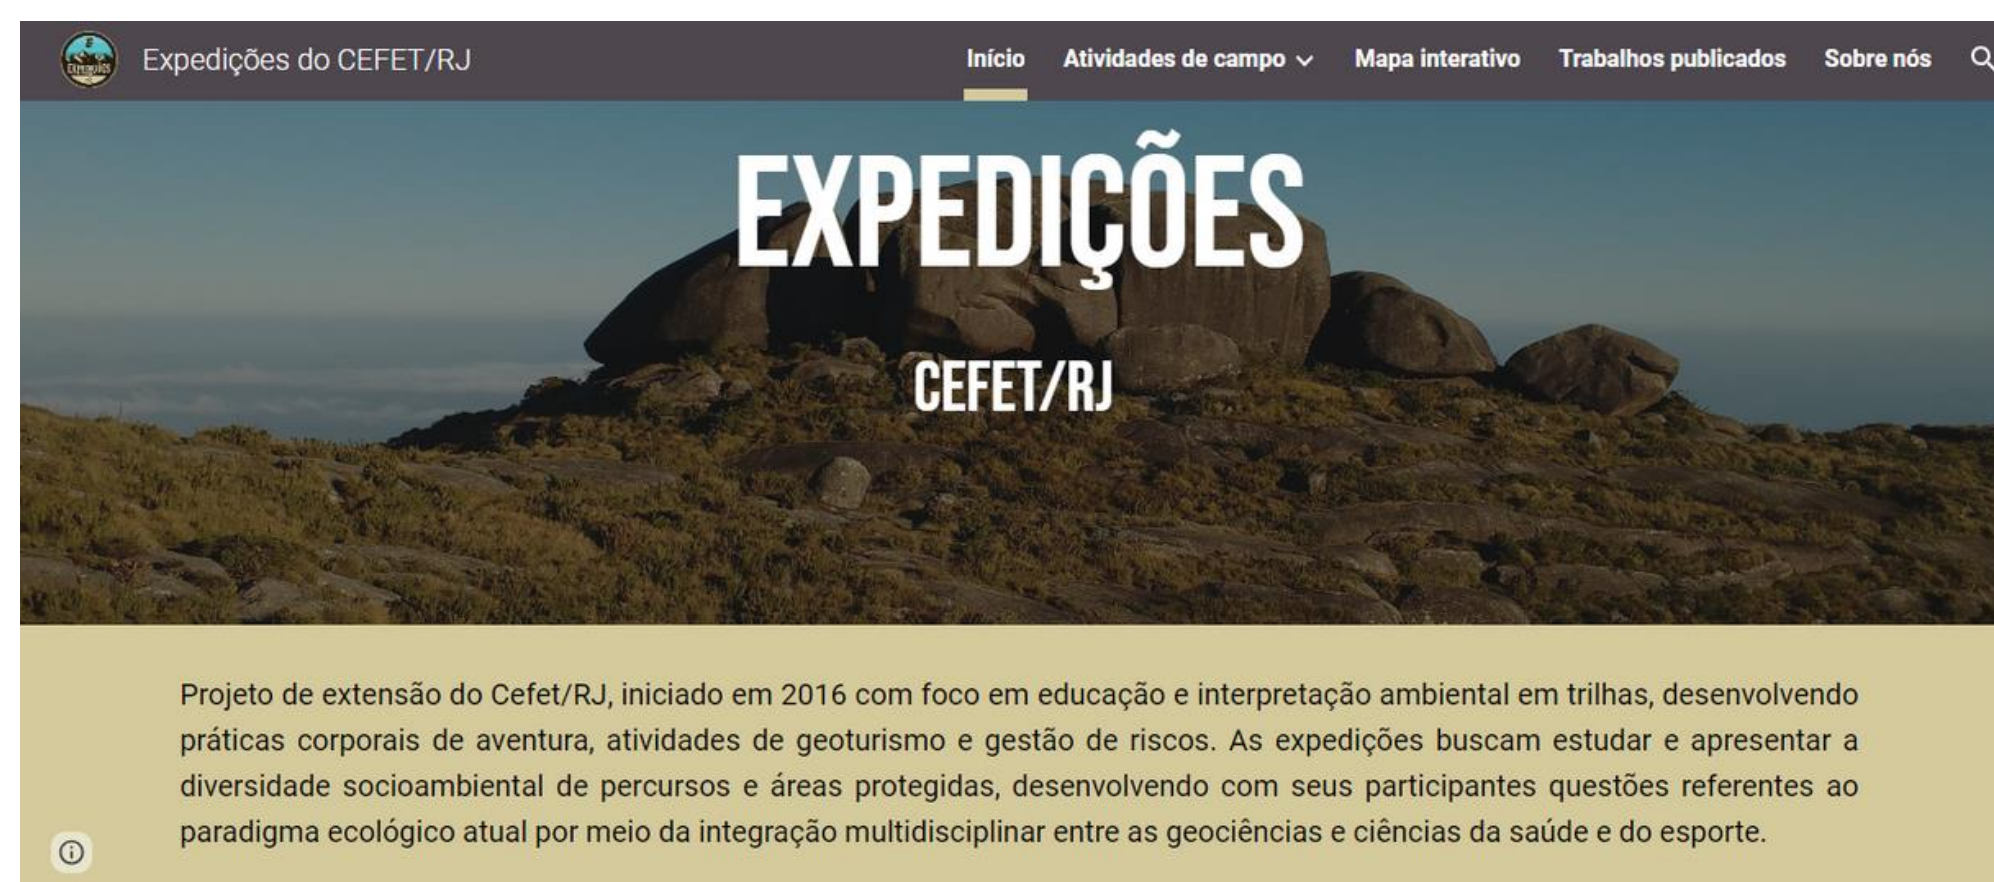 EXPEDIÇÕES
Expedições do CEFET/RJ
Início
Atividades de campo
Mapa interativo
Trabalhos publicados
Sobre nós
EXPEDIÇÕES
CEFET/RJ
Projeto de extensão do Cefet/RJ, iniciado em 2016 com foco em educação e interpretação ambiental em trilhas, desenvolvendo
práticas corporais de aventura, atividades de geoturismo e gestão de riscos. As expedições buscam estudar e apresentar a
diversidade socioambiental de percursos e áreas protegidas, desenvolvendo com seus participantes questões referentes ao
paradigma ecológico atual por meio da integração multidisciplinar entre as geociências e ciências da saúde e do esporte.